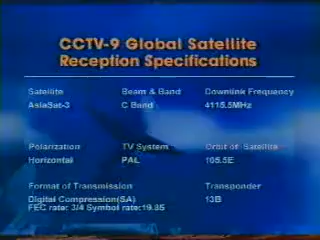 CCTV-9 Global Satellite
Reception Specifications
Satellite Beam & Band Downlink Frequency
AsiaSat-3 C Band 4115.5MHz
Polarization TV System Orbit of Satellite
Horizontal PAL 105.5E
Format of Transmission Transponder
Digital Compression(SA) 13B
FEC rate: 3/4 Symbol rate:19.85